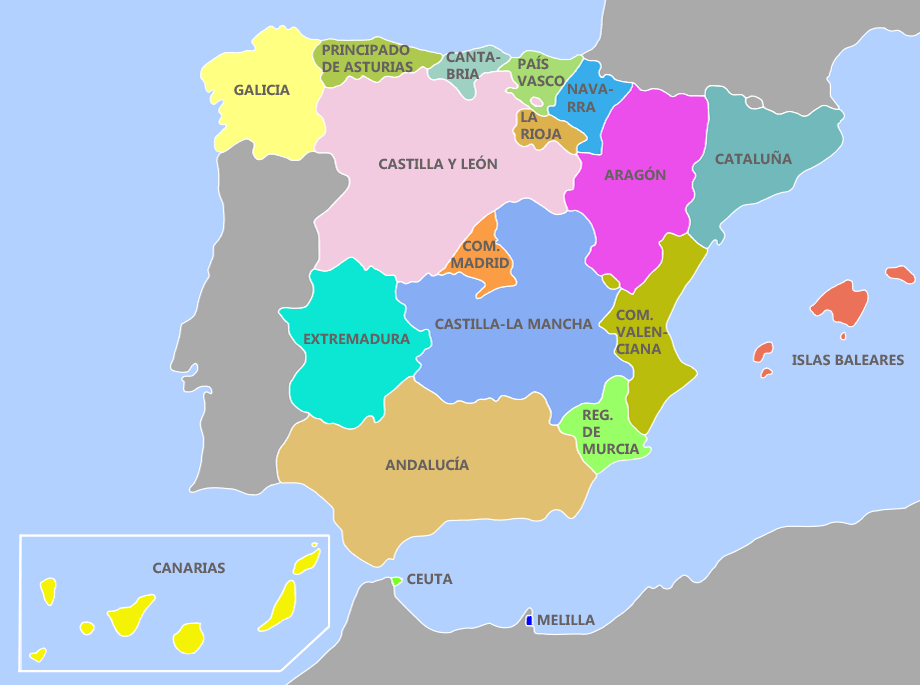 PRINCIPADO
DE ASTURIAS
CANTA-
BRIA
PAÍS
VASCO
GALICIA
NAVA-
RRA
LA
RIOJA
CASTILLA Y LEÓN
ARAGÓN
CATALUÑA
COM.
MADRID
CASTILLA-LA MANCHA
COM.
VALEN-
CIANA
EXTREMADURA
ISLAS BALEARES
REG.
DE
MURCIA
ANDALUCÍA
CANARIAS
CEUTA
MELILLA